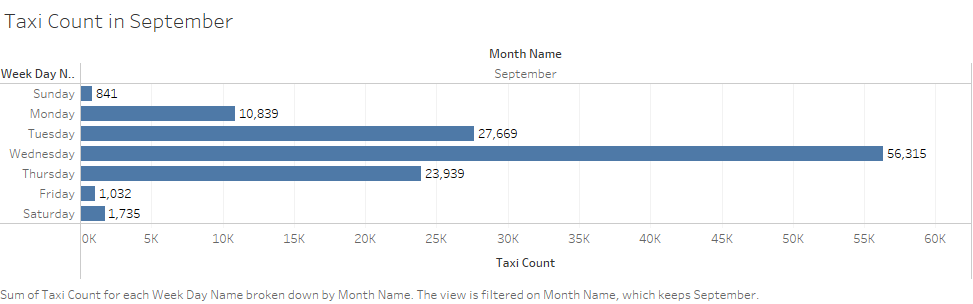 Taxi Count in September
Month Name
Week Day N.. September
Sunday 841
Monday 10,839
Tuesday 27,669
Wednesday 56,315
Thursday 23,939
Friday 1,032
Saturday 1,735
0K 5K 10K 15K 20K 25K 30K 35K 40K 45K 50K 55K 60K
Taxi Count
Sum of Taxi Count for each Week Day Name broken down by Month Name. The view is filtered on Month Name, which keeps September.